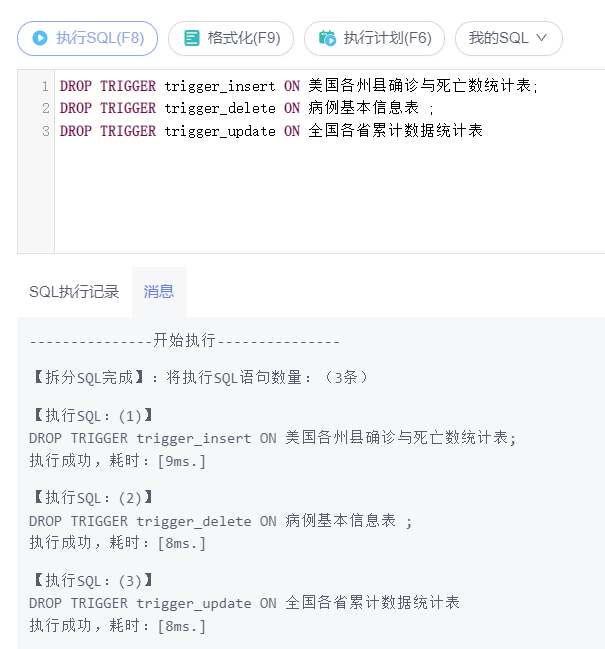 执行SQL(F8) 格式化(F9) 执行计划(F6) 我的SQL
1 DROP TRIGGER trigger_insert ON 美国各州县确诊与死亡数统计表;
2 DROP TRIGGER trigger_delete ON 病例基本信息表 ;
3 DROP TRIGGER trigger_update ON 全国各省累计数据统计表
SQL执行记录 消息
---------------开始执行---------------
【拆分SQL完成】:将执行SQL语句数量:（3条）
【执行SQL:(1)】
DROP TRIGGER trigger_insert ON 美国各州县确诊与死亡数统计表;
执行成功，耗时:[9ms.]
【执行SQL:(2)】
DROP TRIGGER trigger_delete ON 病例基本信息表 ;
执行成功，耗时:[8ms.]
【执行SQL:(3)】
DROP TRIGGER trigger_update ON 全国各省累计数据统计表
执行成功，耗时:[8ms.]